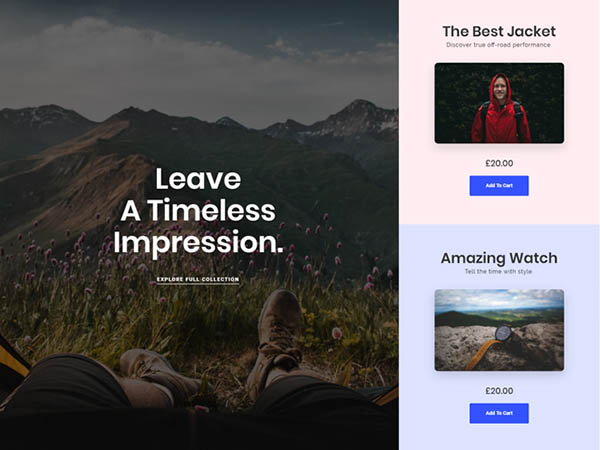 Leave
A Timeless
Impression.
EXPLORE FULL COLLECTION
The Best Jacket
Discover true off-road performance
£20.00
Add To Cart
Amazing Watch
Tell the time with style
£20.00
Add To Cart